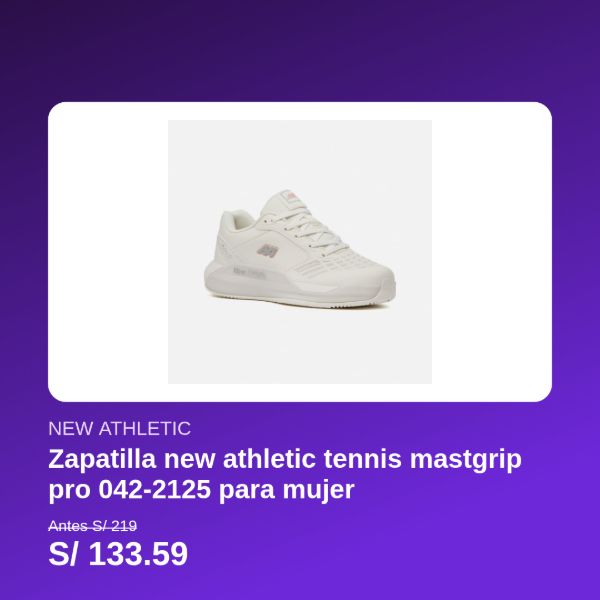 NEW ATHLETIC
Zapatilla new athletic tennis mastgrip
pro 042-2125 para mujer
Antes S/ 219
S/ 133.59